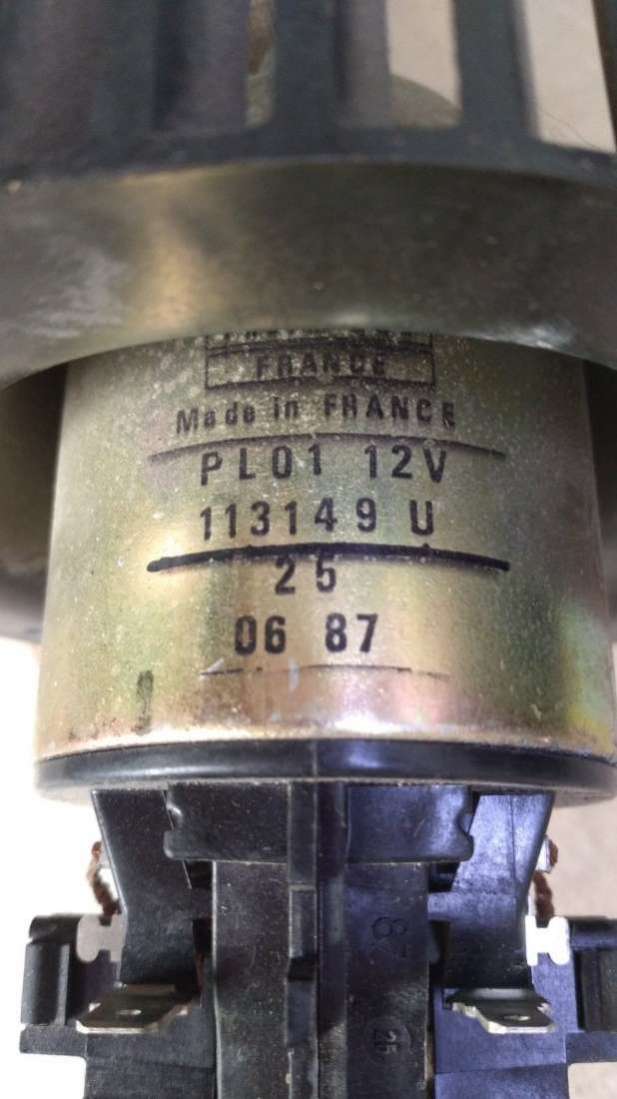 FRANCE
Made in FRANCE
PL01 12V
113149 U
25
06 87